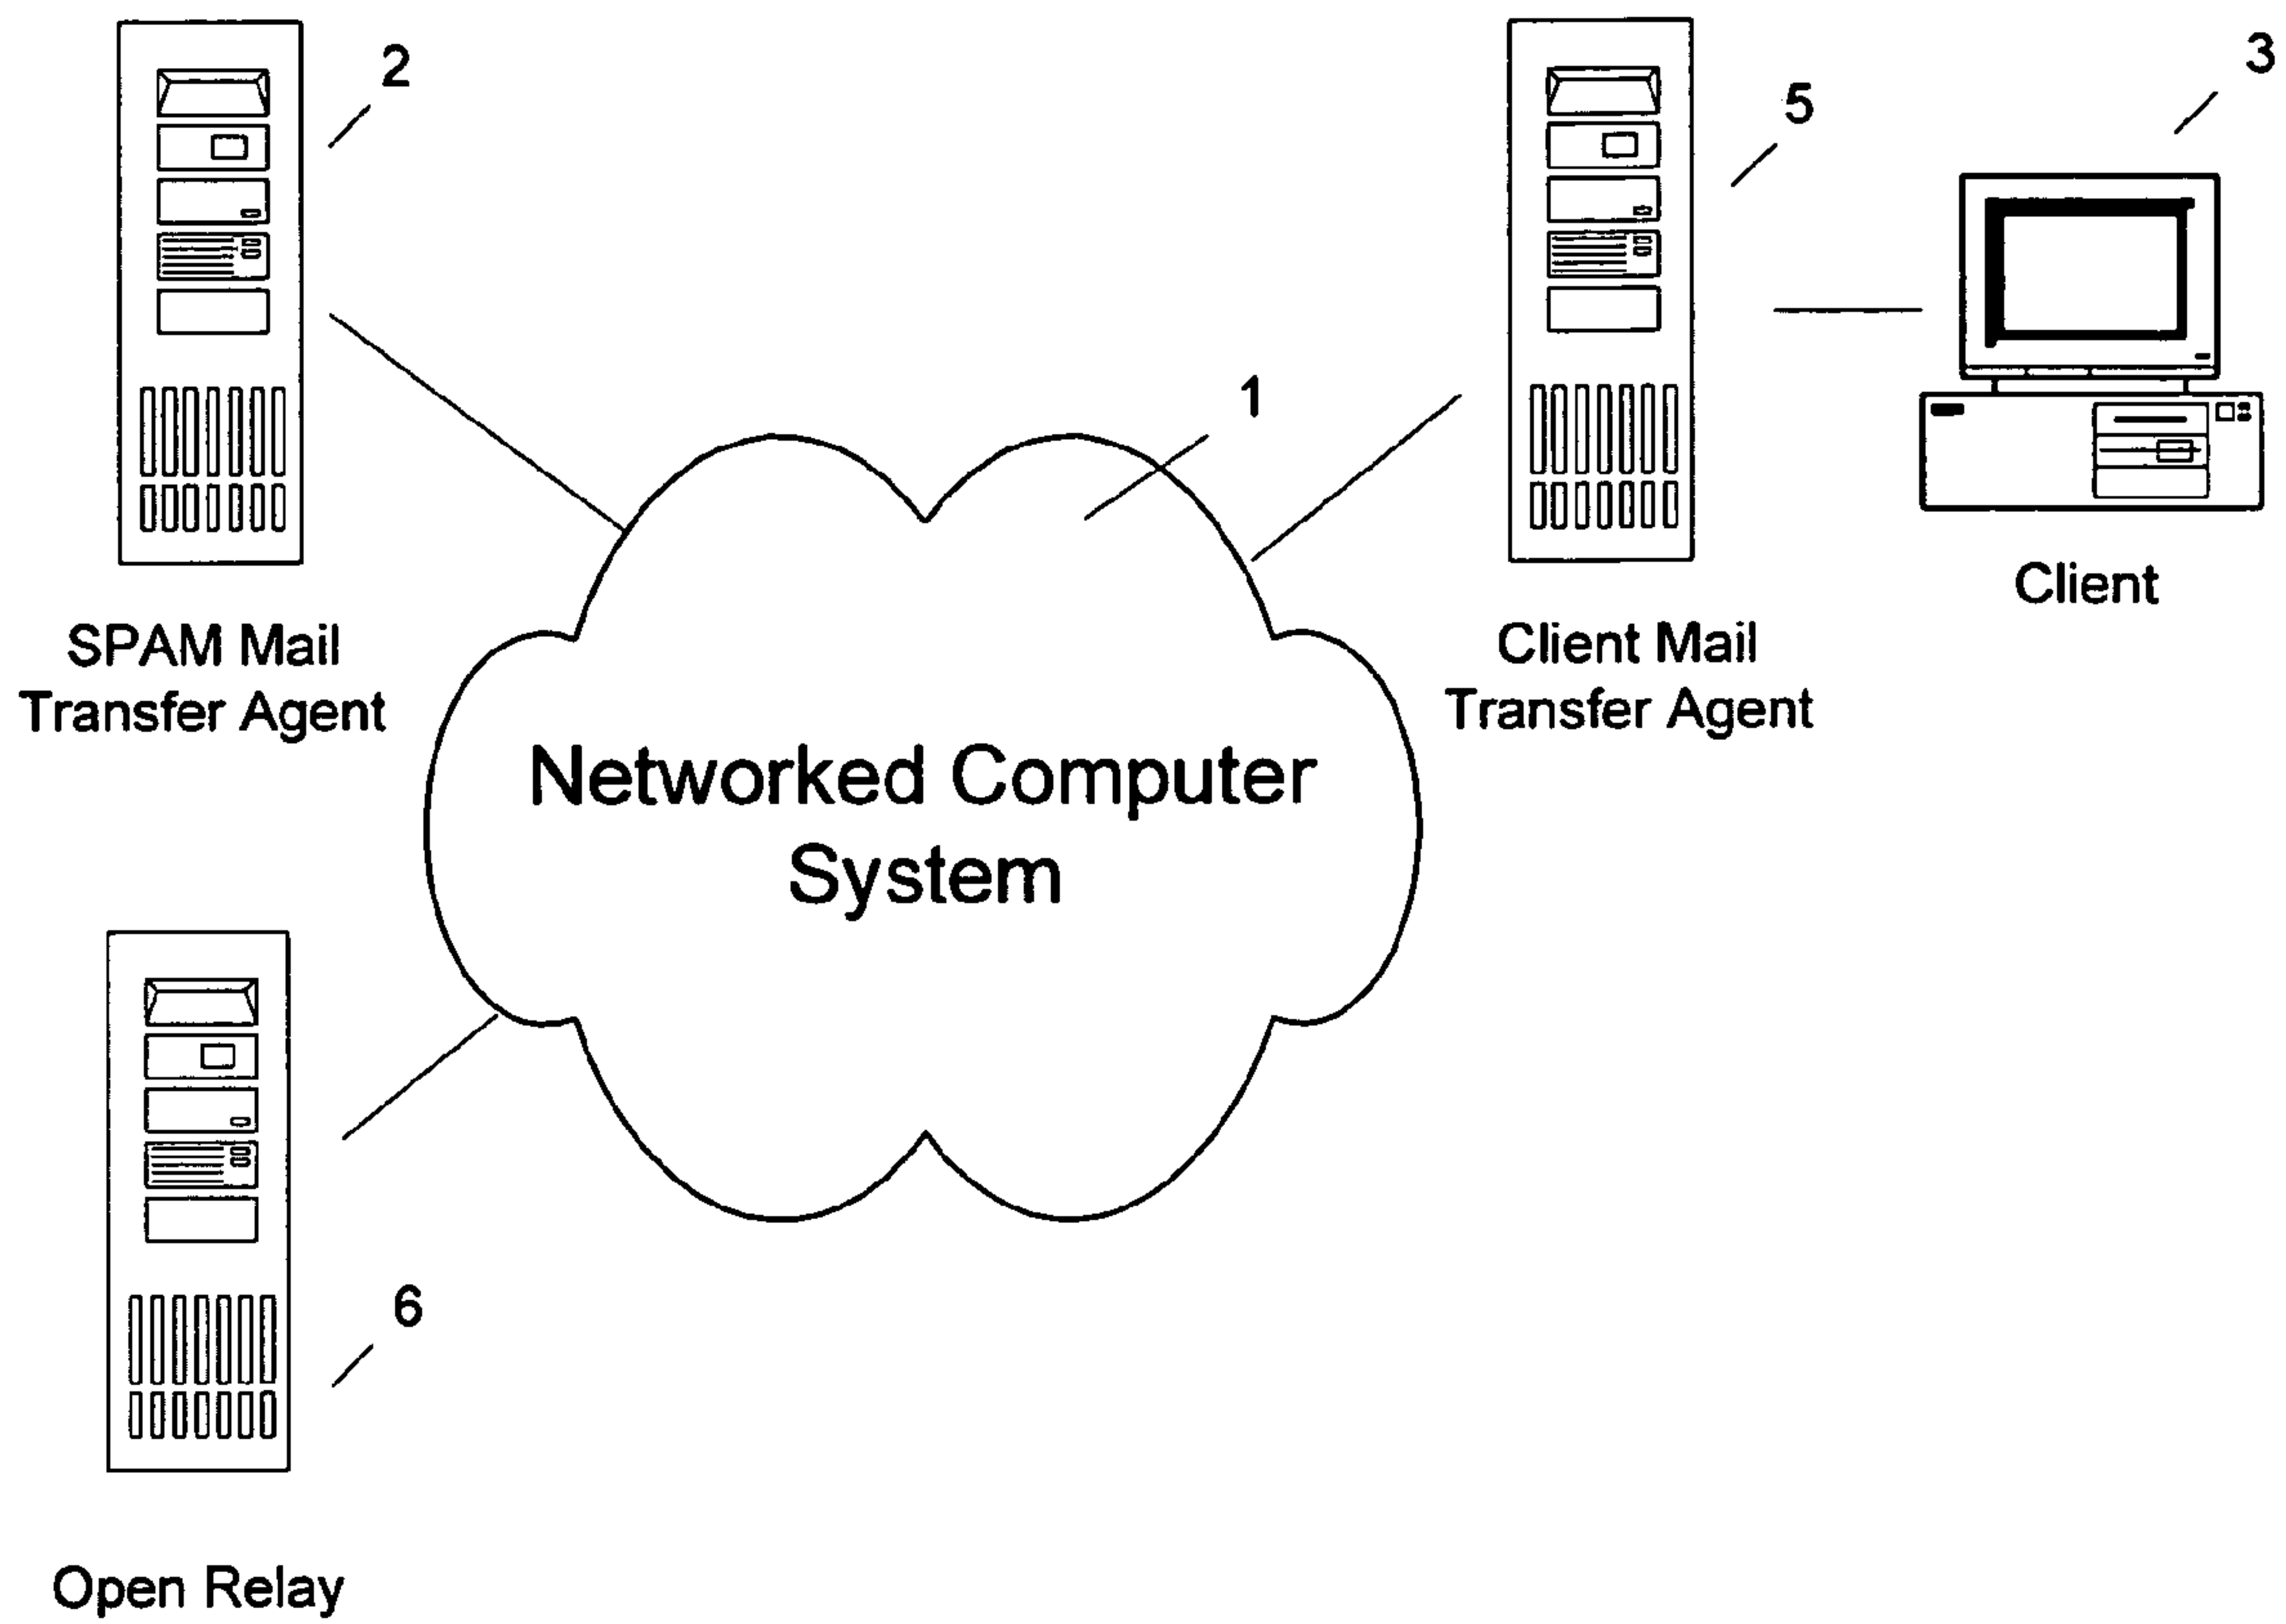 2
5
3
1
SPAM Mail
Transfer Agent
Client Mail
Transfer Agent
Client
Networked Computer
System
6
Open Relay